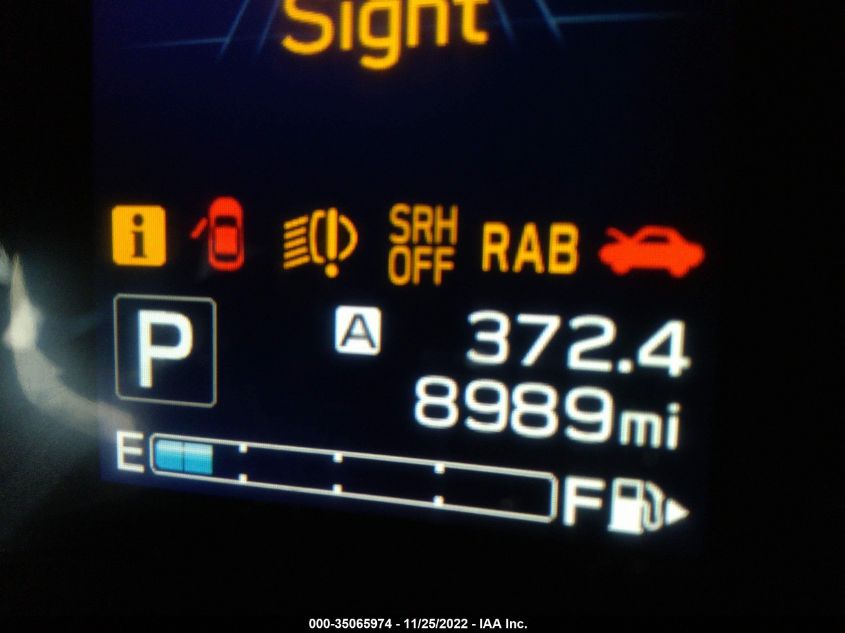 Sight
i
SRH
OFF
RAB
P
A
372.4
8989mi
E
F
000-35065974 - 11/25/2022 - IAA Inc.